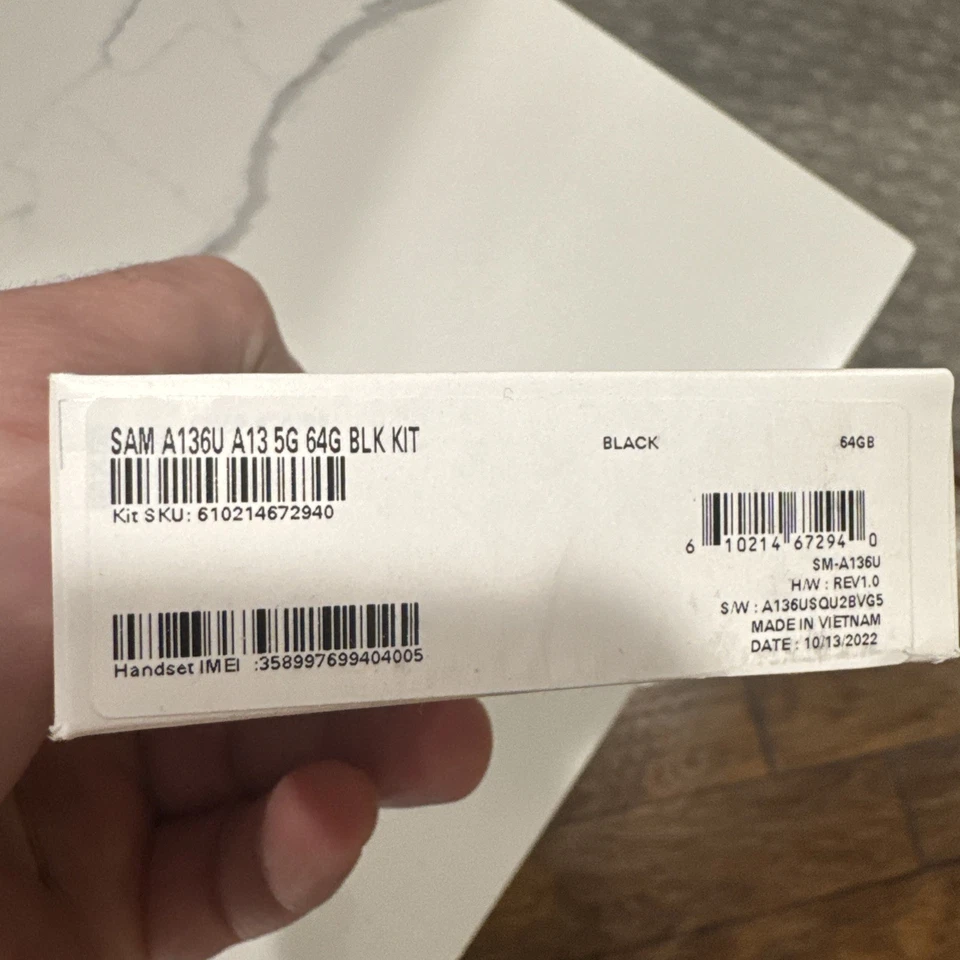 SAM A136U A13 5G 64G BLK KIT
BLACK
64GB
Kit SKU: 610214672940
6 10214 67294 0
SM-A136U
H/W : REV1.0
S/W : A136USQU2BVG5
MADE IN VIETNAM
DATE : 10/13/2022
Handset IMEI :358997699404005